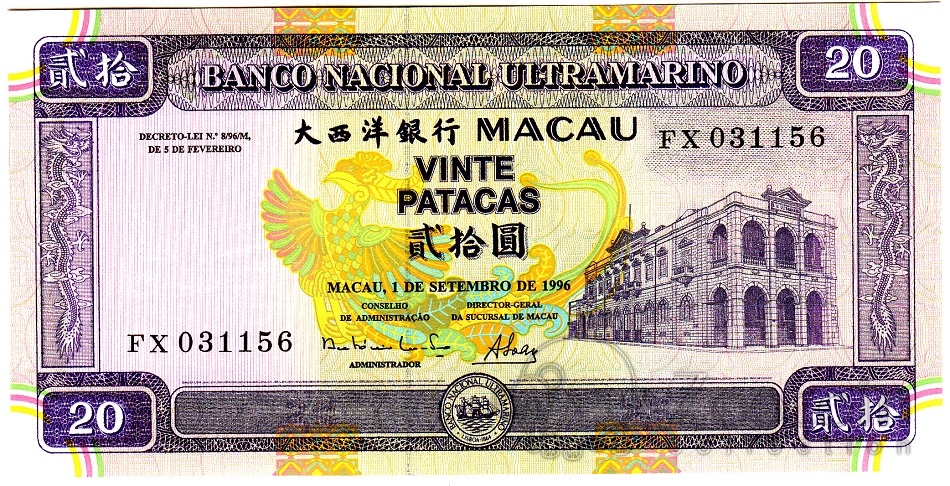 貳拾
BANCO NACIONAL ULTRAMARINO
20
DECRETO-LEI N.º 8/96/M,
DE 5 DE FEVEREIRO
大西洋銀行 MACAU
FX 031156
VINTE
PATACAS
貳拾圓
MACAU, 1 DE SETEMBRO DE 1996
CONSELHO
DE ADMINISTRAÇÃO
DIRECTOR-GERAL
DA SUCURSAL DE MACAU
FX 031156
ADMINISTRADOR
20
BANCO NACIONAL ULTRAMARINO
貳拾